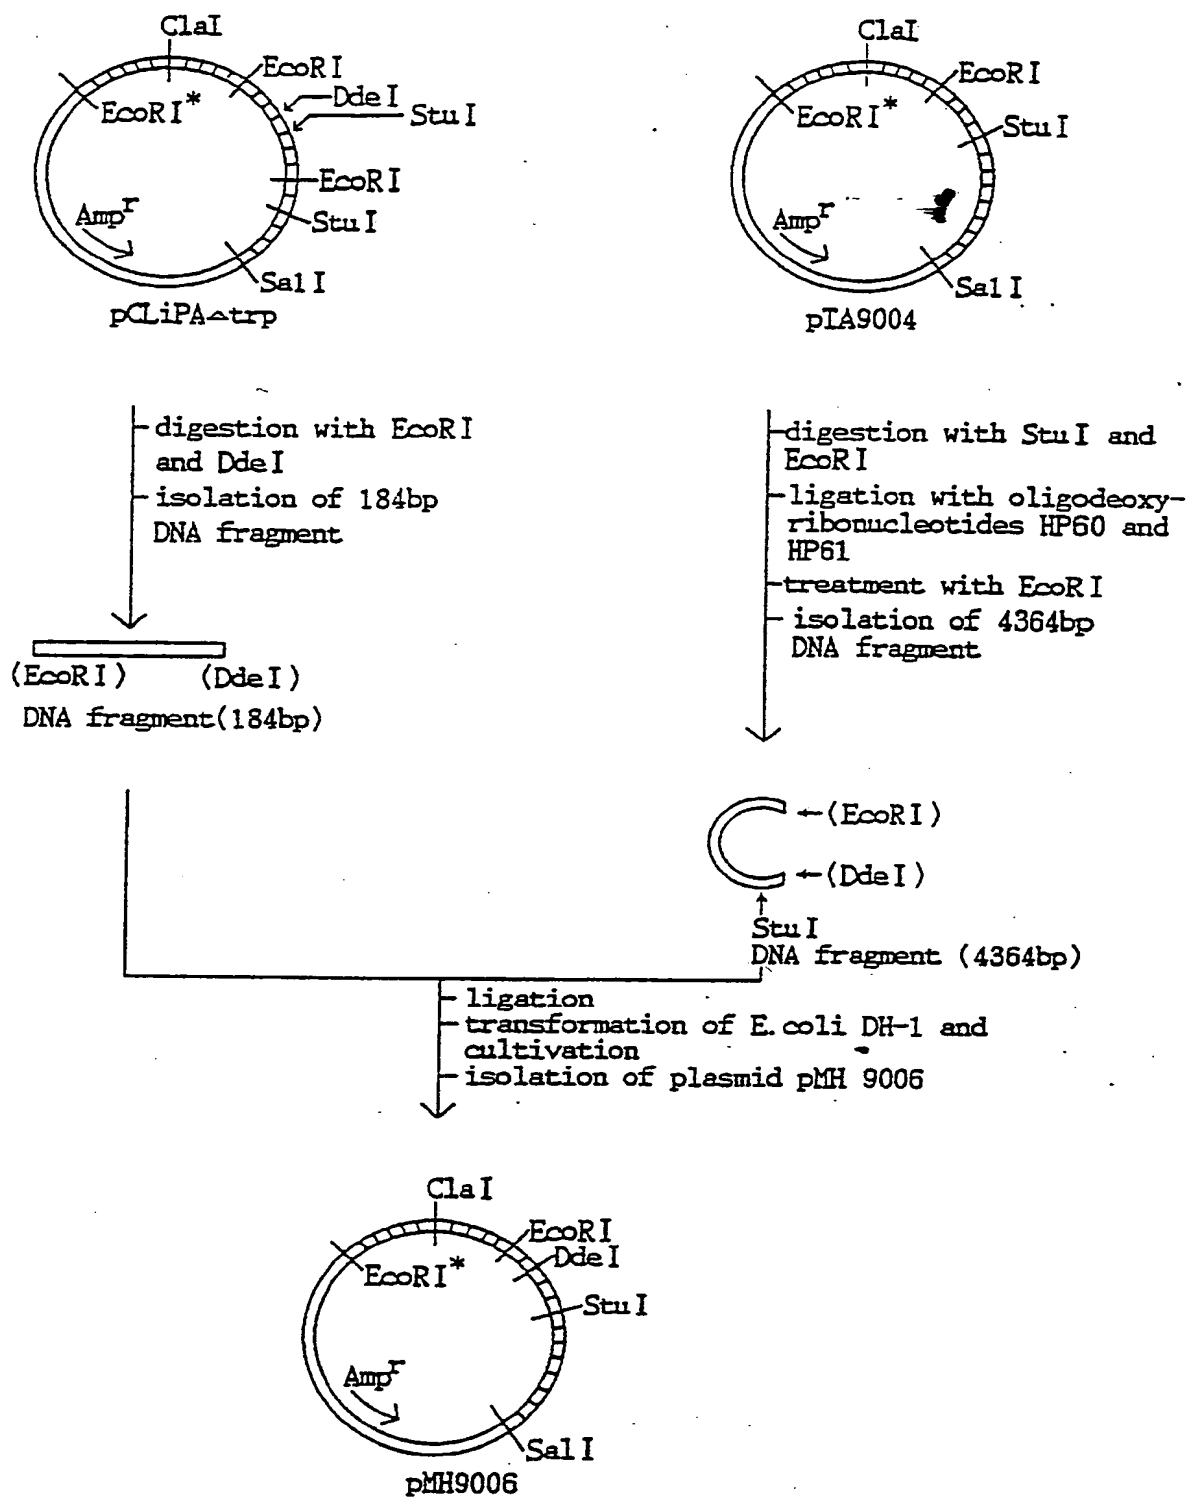 ClaI
EcoRI
DdeI
StuI
EcoRI*
EcoRI
StuI
Amp^r
SalI
pCLiPA△trp
ClaI
EcoRI
EcoRI*
StuI
Amp^r
SalI
pTA9004
digestion with EcoRI
and DdeI
isolation of 184bp
DNA fragment
(EcoRI)
(DdeI)
DNA fragment(184bp)
digestion with StuI and
EcoRI
ligation with oligodeoxy-
ribonucleotides HP60 and
HP61
treatment with EcoRI
isolation of 4364bp
DNA fragment
(EcoRI)
(DdeI)
StuI
DNA fragment (4364bp)
ligation
transformation of E.coli DH-1 and
cultivation
isolation of plasmid pMH 9006
ClaI
EcoRI
DdeI
EcoRI*
StuI
Amp^r
SalI
pMH9006